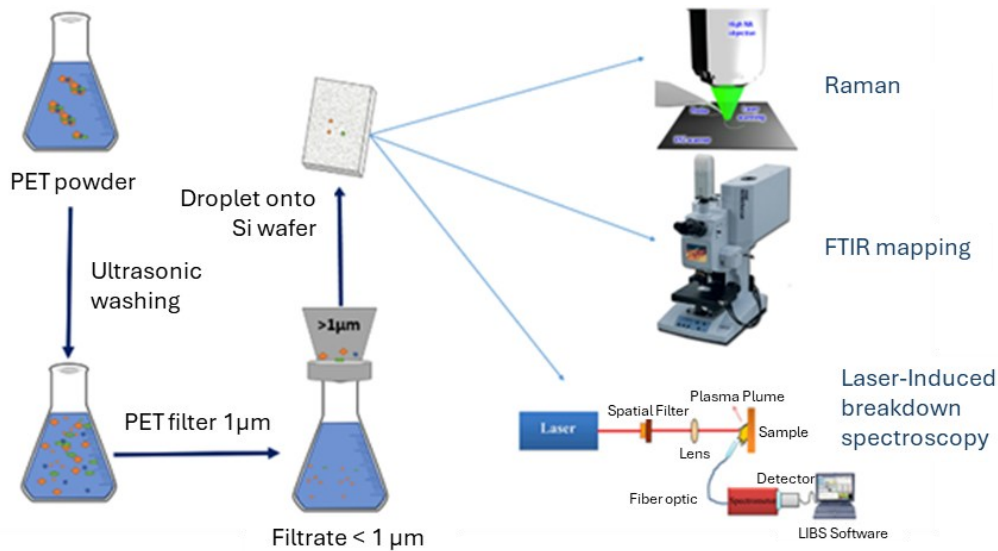 PET powder
Ultrasonic
washing
PET filter 1µm
>1µm
Filtrate < 1 µm
Droplet onto
Si wafer
Raman
FTIR mapping
Laser-Induced
breakdown
spectroscopy
Laser
Spatial Filter
Lens
Plasma Plume
Sample
Fiber optic
Spectrometer
Detector
LIBS Software